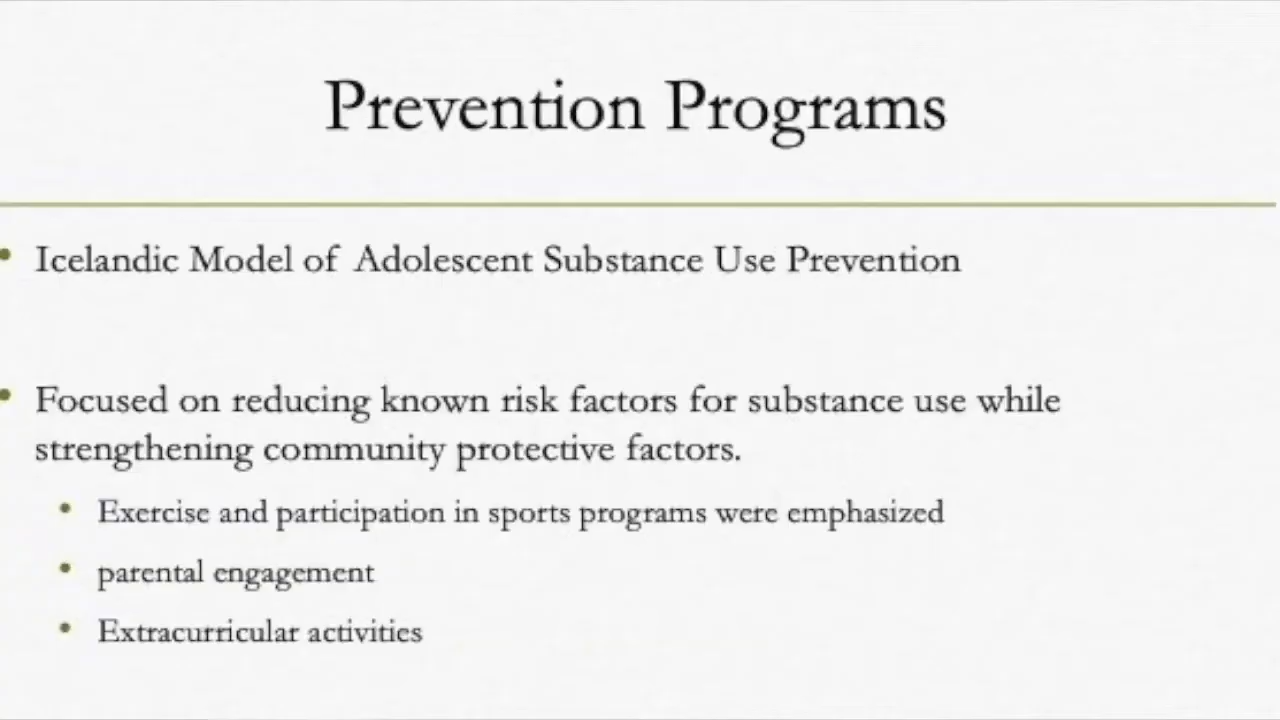 Prevention Programs
• Icelandic Model of Adolescent Substance Use Prevention
• Focused on reducing known risk factors for substance use while
strengthening community protective factors.
• Exercise and participation in sports programs were emphasized
• parental engagement
• Extracurricular activities